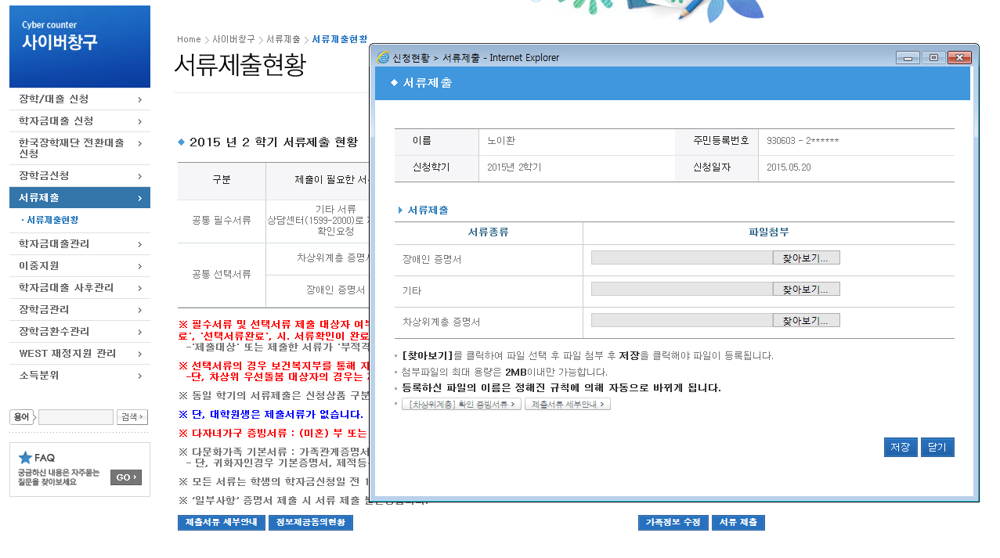 Cyber counter
사이버창구
장학/대출 신청
학자금대출 신청
한국장학재단 전환대출
신청
장학금신청
서류제출
· 서류제출현황
학자금대출관리
이중지원
학자금대출 사후관리
장학금관리
장학금환수관리
WEST 재정지원 관리
소득분위
용어
검색
FAQ
궁금하신 내용은 자주묻는
질문을 찾아보세요
GO
Home > 사이버창구 > 서류제출 > 서류제출현황
서류제출현황
2015 년 2 학기 서류제출 현황
구분 제출이 필요한
공통 필수서류
기타 서류
상담센터(1599-2000)로
확인요청
공통 선택서류
차상위계층 증명
장애인 증명서
※ 필수서류 및 선택서류 제출 대상자
료', '선택서류완료', 시. 서류확인이
-'제출대상' 또는 제출한 서류가
※ 선택서류의 경우 보건복지부를 통해
-단, 차상위 우선돌봄 대상자의 경우는
※ 동일 학기의 서류제출은 신청상품 구분
※ 단, 대학원생은 제출서류가 없습니다.
※ 다자녀가구 증빙서류 : (미혼) 부 또는
※ 다문화가족 기본서류 : 가족관계증명서
- 단, 귀화자인경우 기본증명서, 제적등
※ 모든 서류는 학생의 학자금신청일 전 1
※ '일부사항' 증명서 제출 시 서류 제출
제출서류 세부안내 정보제공동의현황 가족정보 수정 서류 제출
신청현황 > 서류제출 - Internet Explorer
◆ 서류제출
이름 노이환 주민등록번호 930603 - 2******
신청학기 2015년 2학기 신청일자 2015.05.20
서류제출
서류종류 파일첨부
장애인 증명서 찾아보기...
기타 찾아보기...
차상위계층 증명서 찾아보기...
[찾아보기]를 클릭하여 파일 선택 후 파일 첨부 후 저장을 클릭해야 파일이 등록됩니다.
첨부파일의 최대 용량은 2MB이내만 가능합니다.
등록하신 파일의 이름은 정해진 규칙에 의해 자동으로 바뀌게 됩니다.
[차상위계층] 확인 증빙서류 > 제출서류 세부안내 >
저장 닫기